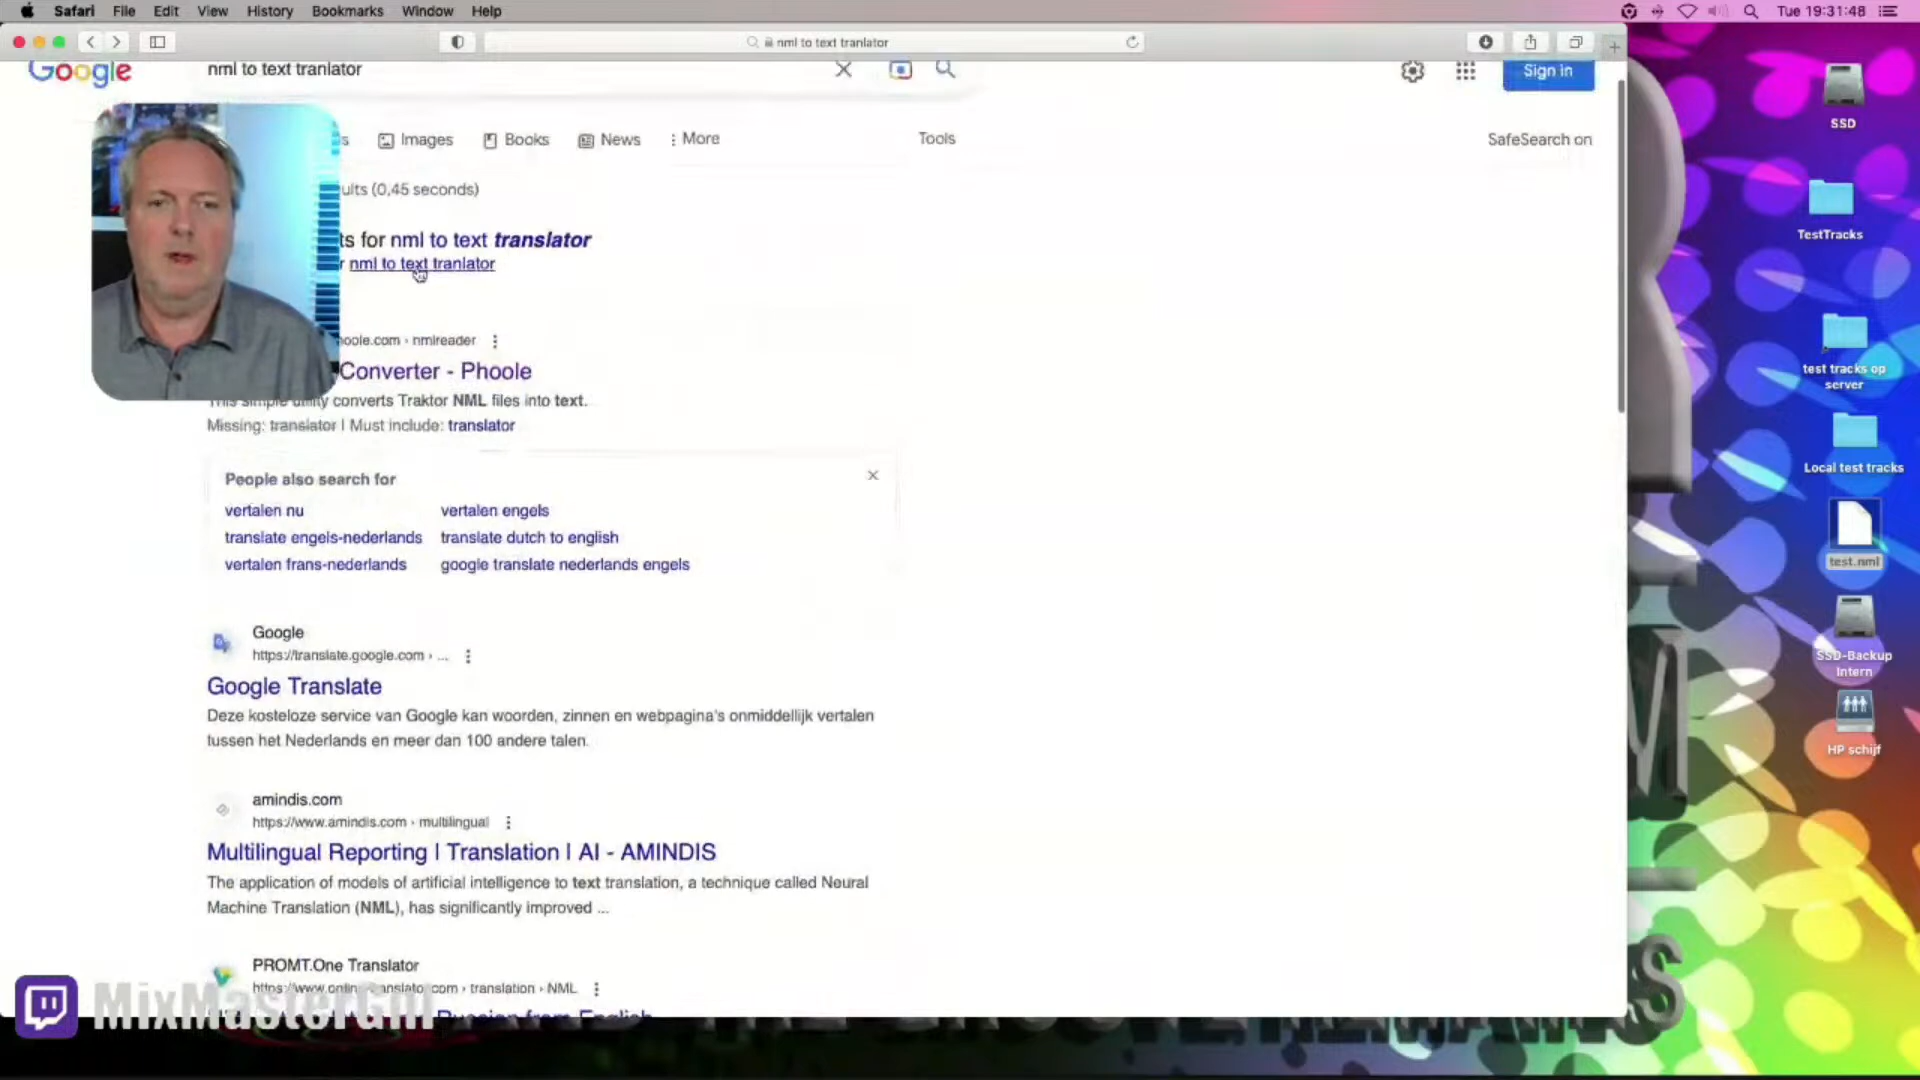 Safari File Edit View History Bookmarks Window Help
Tue 19:31:48
nml to text tranlator
Google
nml to text tranlator
Sign in
Images Books News More Tools
SafeSearch on
(0,45 seconds)
for nml to text translator
nml to text tranlator
nmlreader
Converter - Phoole
This simple utility converts Traktor NML files into text.
Missing: translator | Must include: translator
People also search for
vertalen nu
vertalen engels
translate engels-nederlands
translate dutch to english
vertalen frans-nederlands
google translate nederlands engels
Google
https://translate.google.com › ...
Google Translate
Deze kosteloze service van Google kan woorden, zinnen en webpagina's onmiddellijk vertalen
tussen het Nederlands en meer dan 100 andere talen.
amindis.com
https://www.amindis.com › multilingual
Multilingual Reporting | Translation | AI - AMINDIS
The application of models of artificial intelligence to text translation, a technique called Neural
Machine Translation (NML), has significantly improved ...
PROMT.One Translator
translation › NML
Russian from English
SSD
TestTracks
test tracks op
server
Local test tracks
test.nml
SSD-Backup
Intern
HP schijf